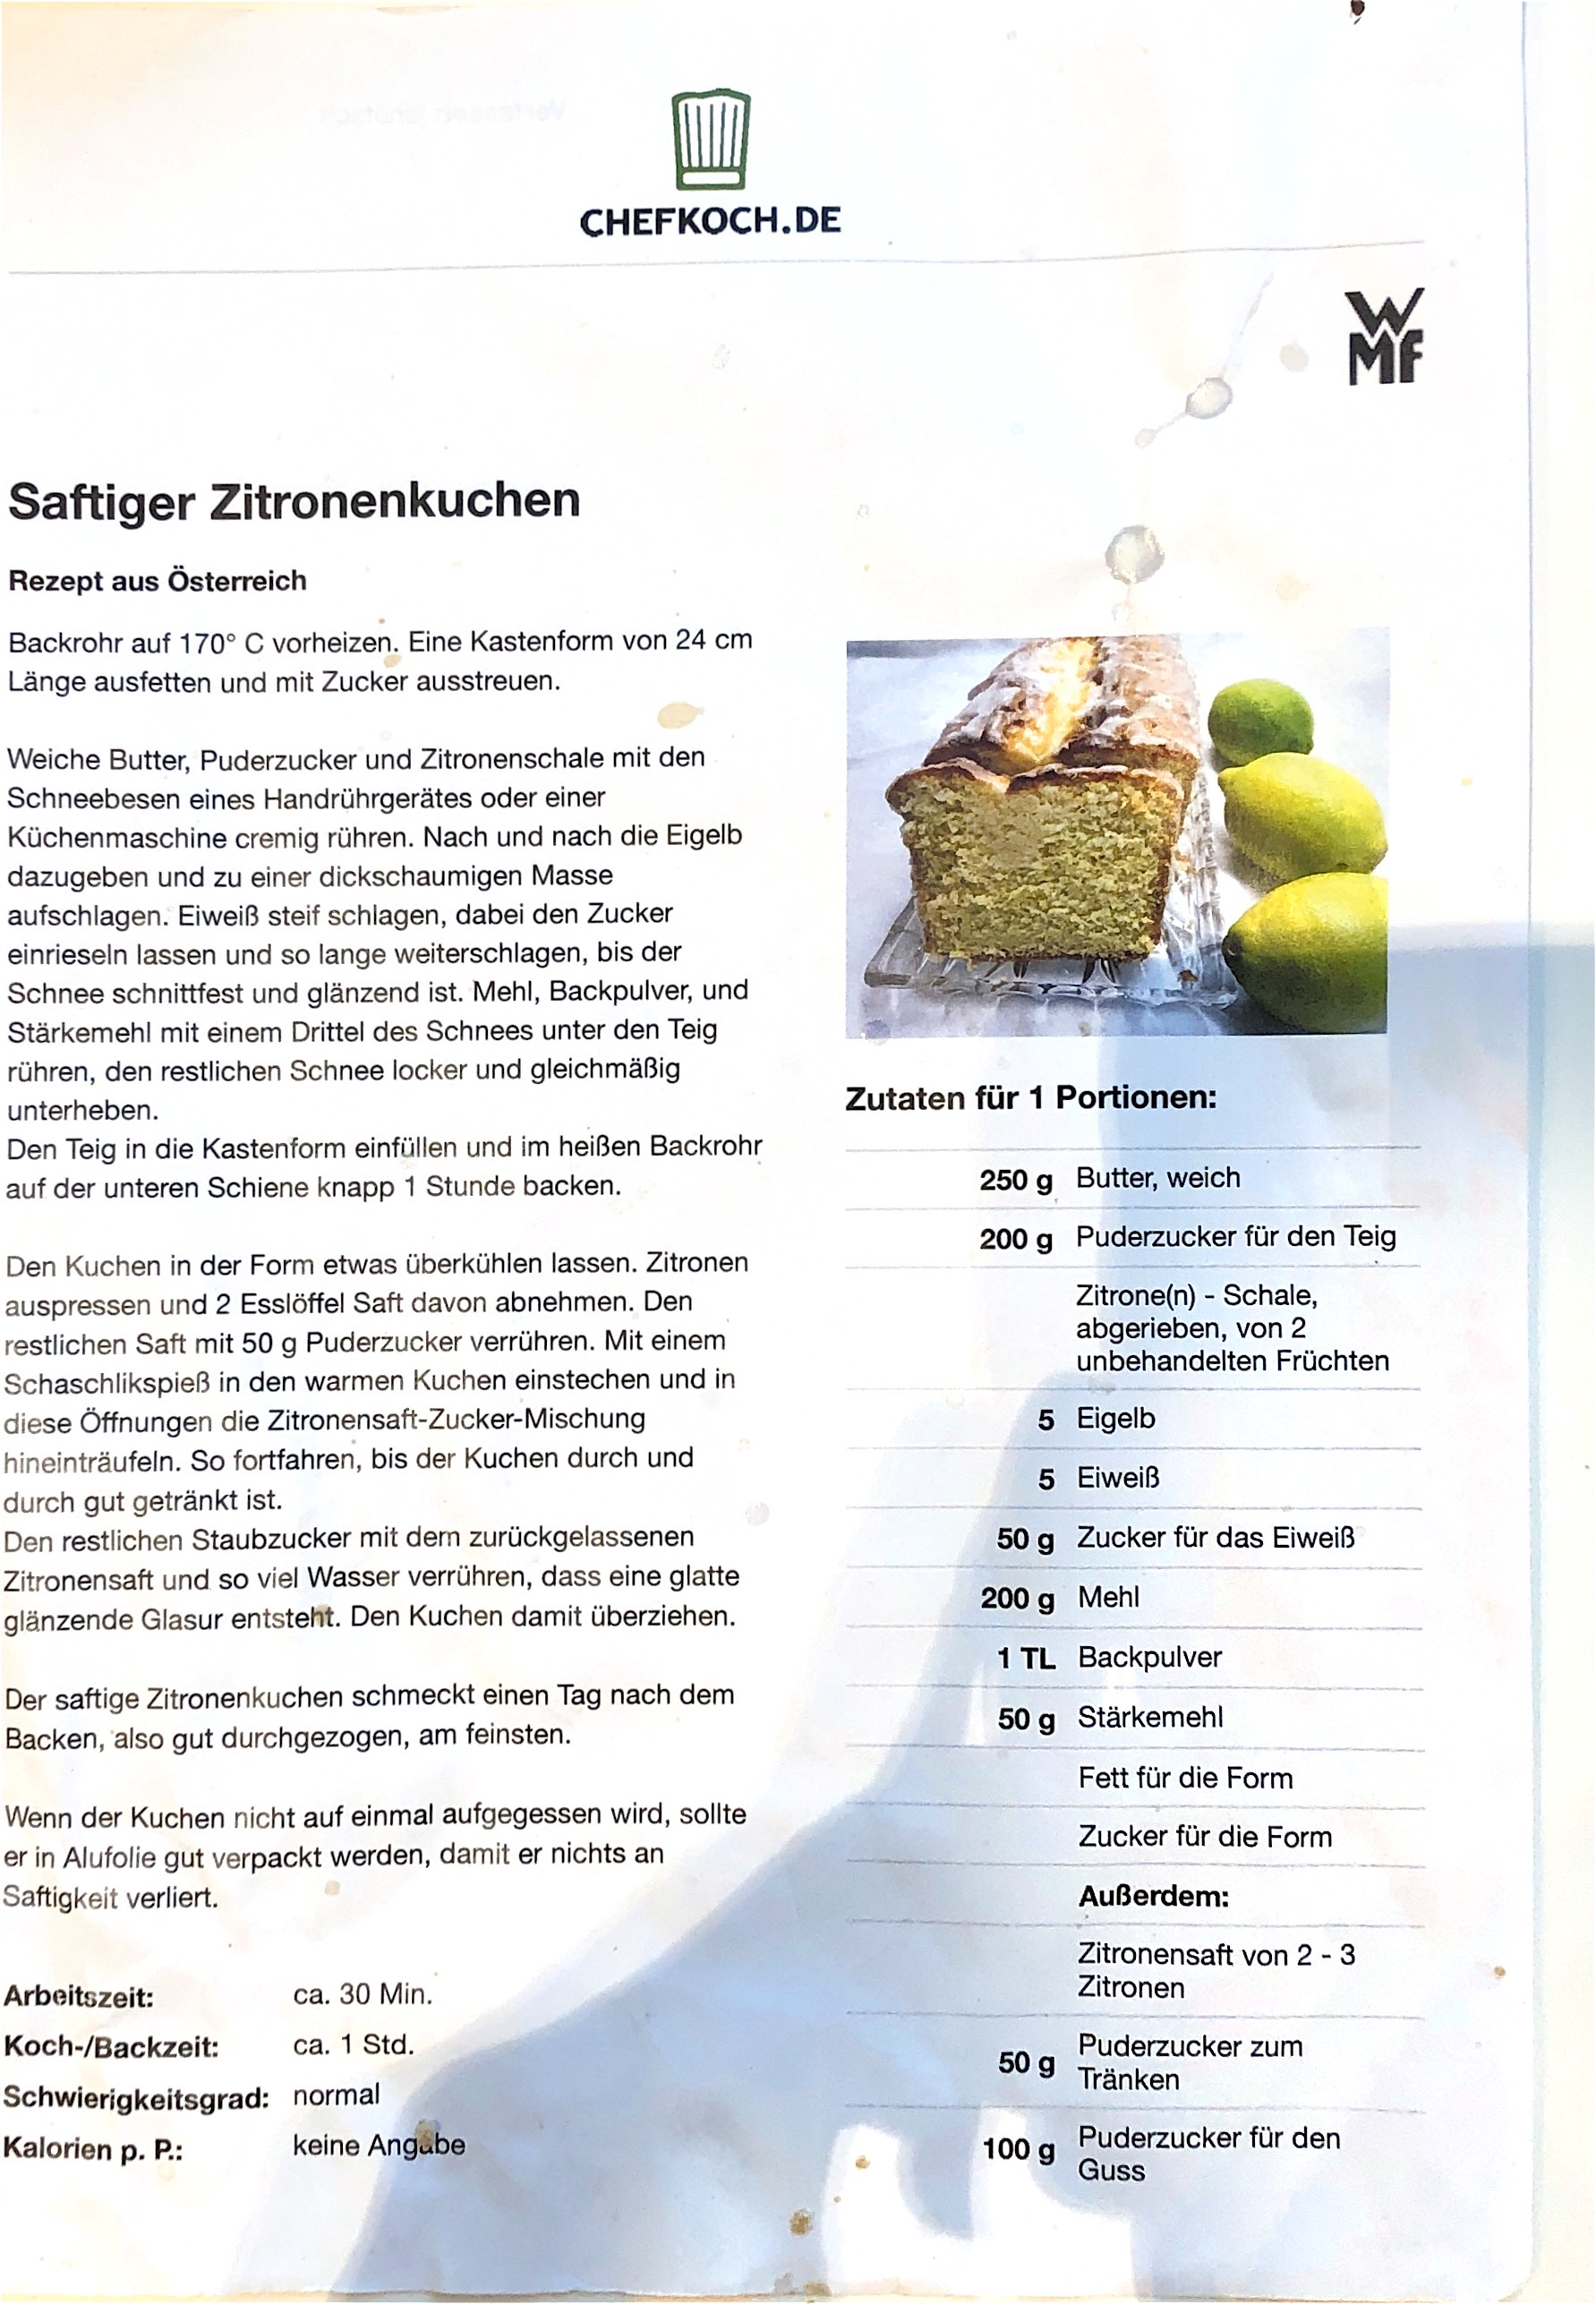 CHEFKOCH.DE
WMF
Saftiger Zitronenkuchen
Rezept aus Österreich
Backrohr auf 170° C vorheizen. Eine Kastenform von 24 cm
Länge ausfetten und mit Zucker ausstreuen.
Weiche Butter, Puderzucker und Zitronenschale mit den
Schneebesen eines Handrührgerätes oder einer
Küchenmaschine cremig rühren. Nach und nach die Eigelb
dazugeben und zu einer dickschaumigen Masse
aufschlagen. Eiweiß steif schlagen, dabei den Zucker
einrieseln lassen und so lange weiterschlagen, bis der
Schnee schnittfest und glänzend ist. Mehl, Backpulver, und
Stärkemehl mit einem Drittel des Schnees unter den Teig
rühren, den restlichen Schnee locker und gleichmäßig
unterheben.
Den Teig in die Kastenform einfüllen und im heißen Backrohr
auf der unteren Schiene knapp 1 Stunde backen.
Den Kuchen in der Form etwas überkühlen lassen. Zitronen
auspressen und 2 Esslöffel Saft davon abnehmen. Den
restlichen Saft mit 50 g Puderzucker verrühren. Mit einem
Schaschlikspieß in den warmen Kuchen einstechen und in
diese Öffnungen die Zitronensaft-Zucker-Mischung
hineinträufeln. So fortfahren, bis der Kuchen durch und
durch gut getränkt ist.
Den restlichen Staubzucker mit dem zurückgelassenen
Zitronensaft und so viel Wasser verrühren, dass eine glatte
glänzende Glasur entsteht. Den Kuchen damit überziehen.
Der saftige Zitronenkuchen schmeckt einen Tag nach dem
Backen, also gut durchgezogen, am feinsten.
Wenn der Kuchen nicht auf einmal aufgegessen wird, sollte
er in Alufolie gut verpackt werden, damit er nichts an
Saftigkeit verliert.
Arbeitszeit: ca. 30 Min.
Koch-/Backzeit: ca. 1 Std.
Schwierigkeitsgrad: normal
Kalorien p. P.: keine Angabe
Zutaten für 1 Portionen:
250 g Butter, weich
200 g Puderzucker für den Teig
Zitrone(n) - Schale,
abgerieben, von 2
unbehandelten Früchten
5 Eigelb
5 Eiweiß
50 g Zucker für das Eiweiß
200 g Mehl
1 TL Backpulver
50 g Stärkemehl
Fett für die Form
Zucker für die Form
Außerdem:
Zitronensaft von 2 - 3
Zitronen
50 g Puderzucker zum
Tränken
100 g Puderzucker für den
Guss